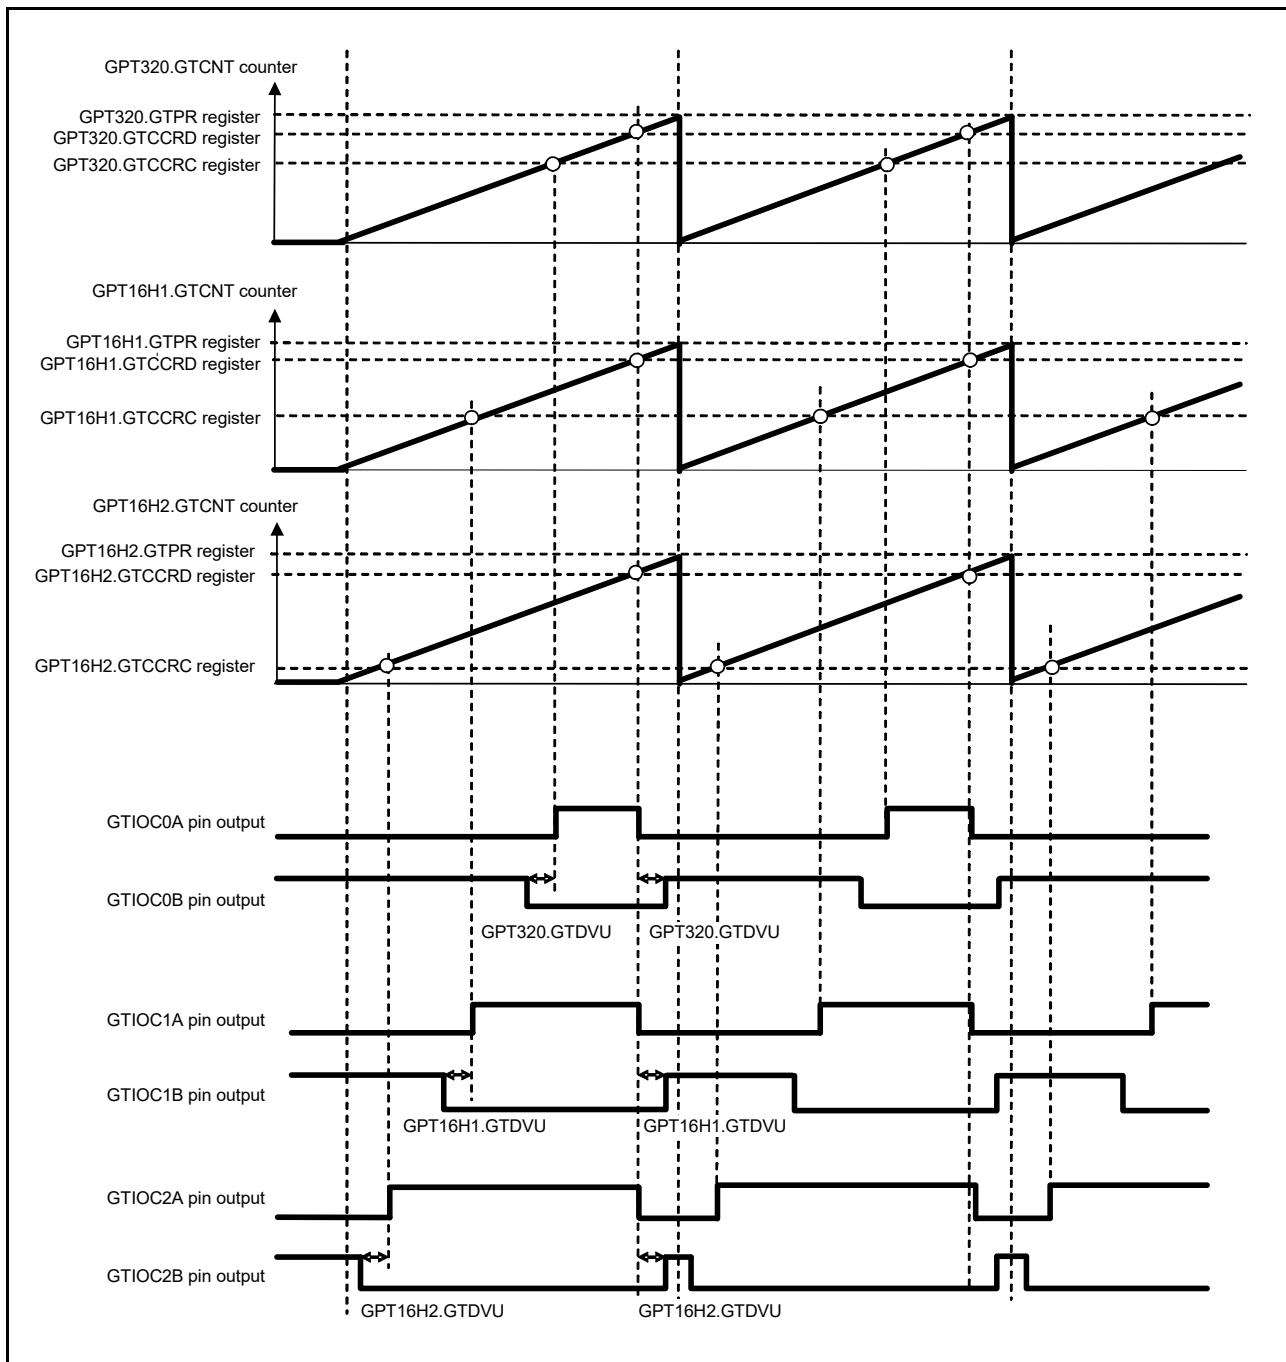 GPT320.GTCNT counter
GPT320.GTPR register
GPT320.GTCCRD register
GPT320.GTCCRC register
GPT16H1.GTCNT counter
GPT16H1.GTPR register
GPT16H1.GTCCRD register
GPT16H1.GTCCRC register
GPT16H2.GTCNT counter
GPT16H2.GTPR register
GPT16H2.GTCCRD register
GPT16H2.GTCCRC register
GTIOC0A pin output
GTIOC0B pin output
GPT320.GTDVU GPT320.GTDVU
GTIOC1A pin output
GTIOC1B pin output
GPT16H1.GTDVU GPT16H1.GTDVU
GTIOC2A pin output
GTIOC2B pin output
GPT16H2.GTDVU GPT16H2.GTDVU